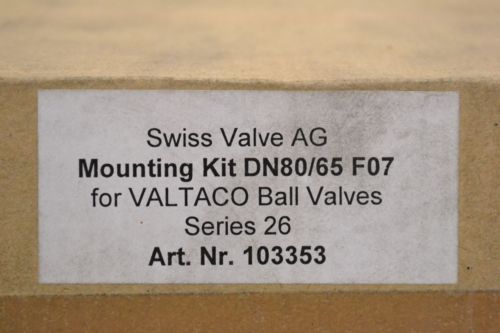 Swiss Valve AG
Mounting Kit DN80/65 F07
for VALTACO Ball Valves
Series 26
Art. Nr. 103353